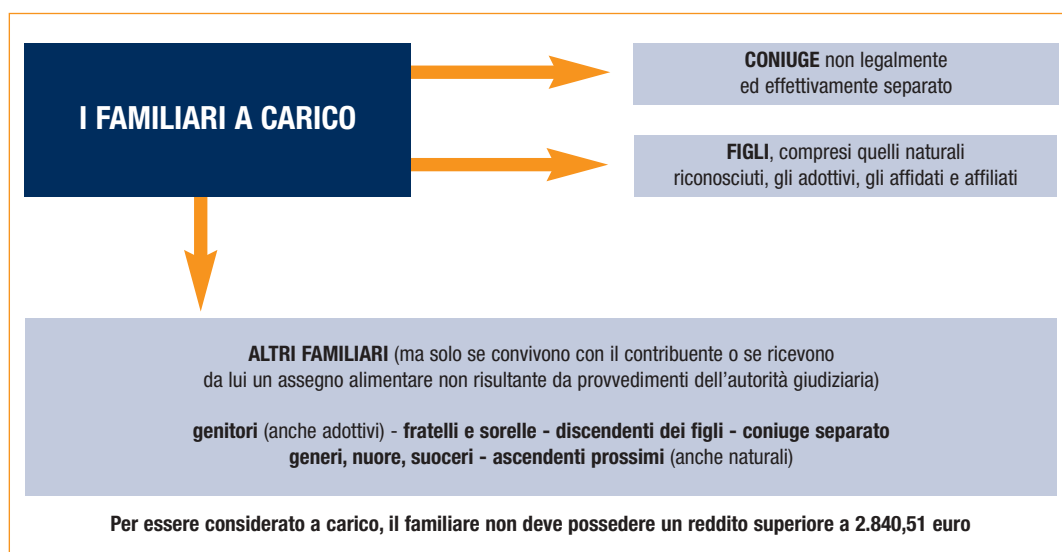 I FAMILIARI A CARICO
CONIUGE non legalmente
ed effettivamente separato
FIGLI, compresi quelli naturali
riconosciuti, gli adottivi, gli affidati e affiliati
ALTRI FAMILIARI (ma solo se convivono con il contribuente o se ricevono
da lui un assegno alimentare non risultante da provvedimenti dell'autorità giudiziaria)
genitori (anche adottivi) - fratelli e sorelle - discendenti dei figli - coniuge separato
generi, nuore, suoceri - ascendenti prossimi (anche naturali)
Per essere considerato a carico, il familiare non deve possedere un reddito superiore a 2.840,51 euro